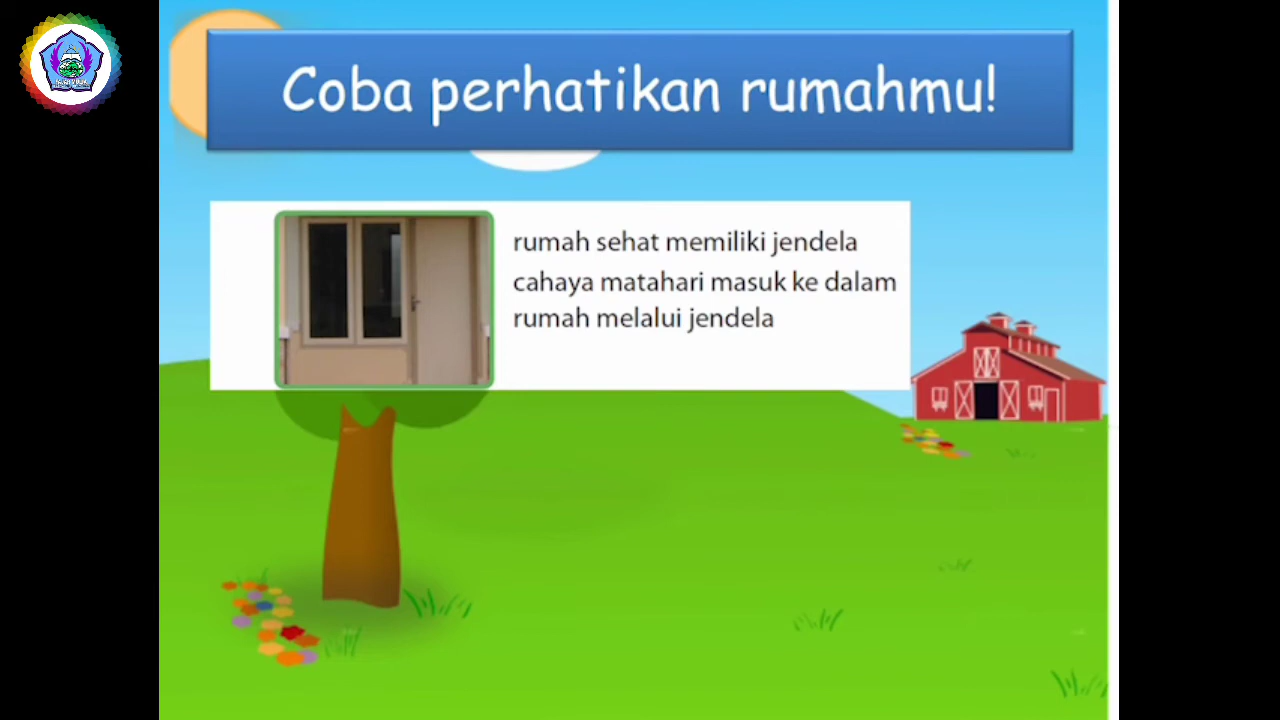 Coba perhatikan rumahmu!
rumah sehat memiliki jendela
cahaya matahari masuk ke dalam
rumah melalui jendela